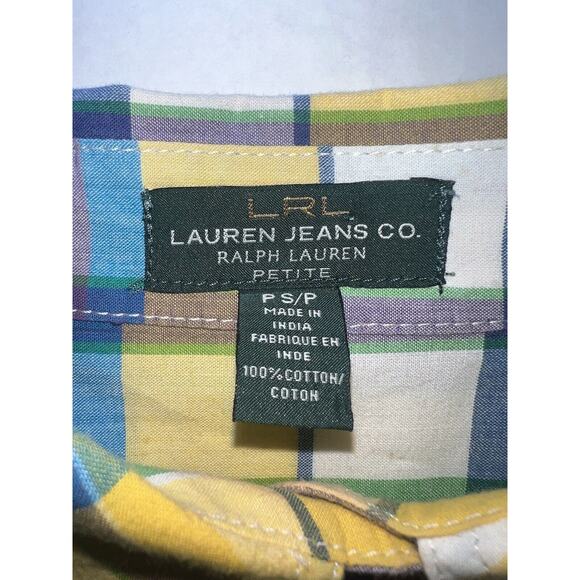 LRL
LAUREN JEANS CO.
RALPH LAUREN
PETITE
P S/P
MADE IN
INDIA
FABRIQUE EN
INDE
100% COTTON/
COTON